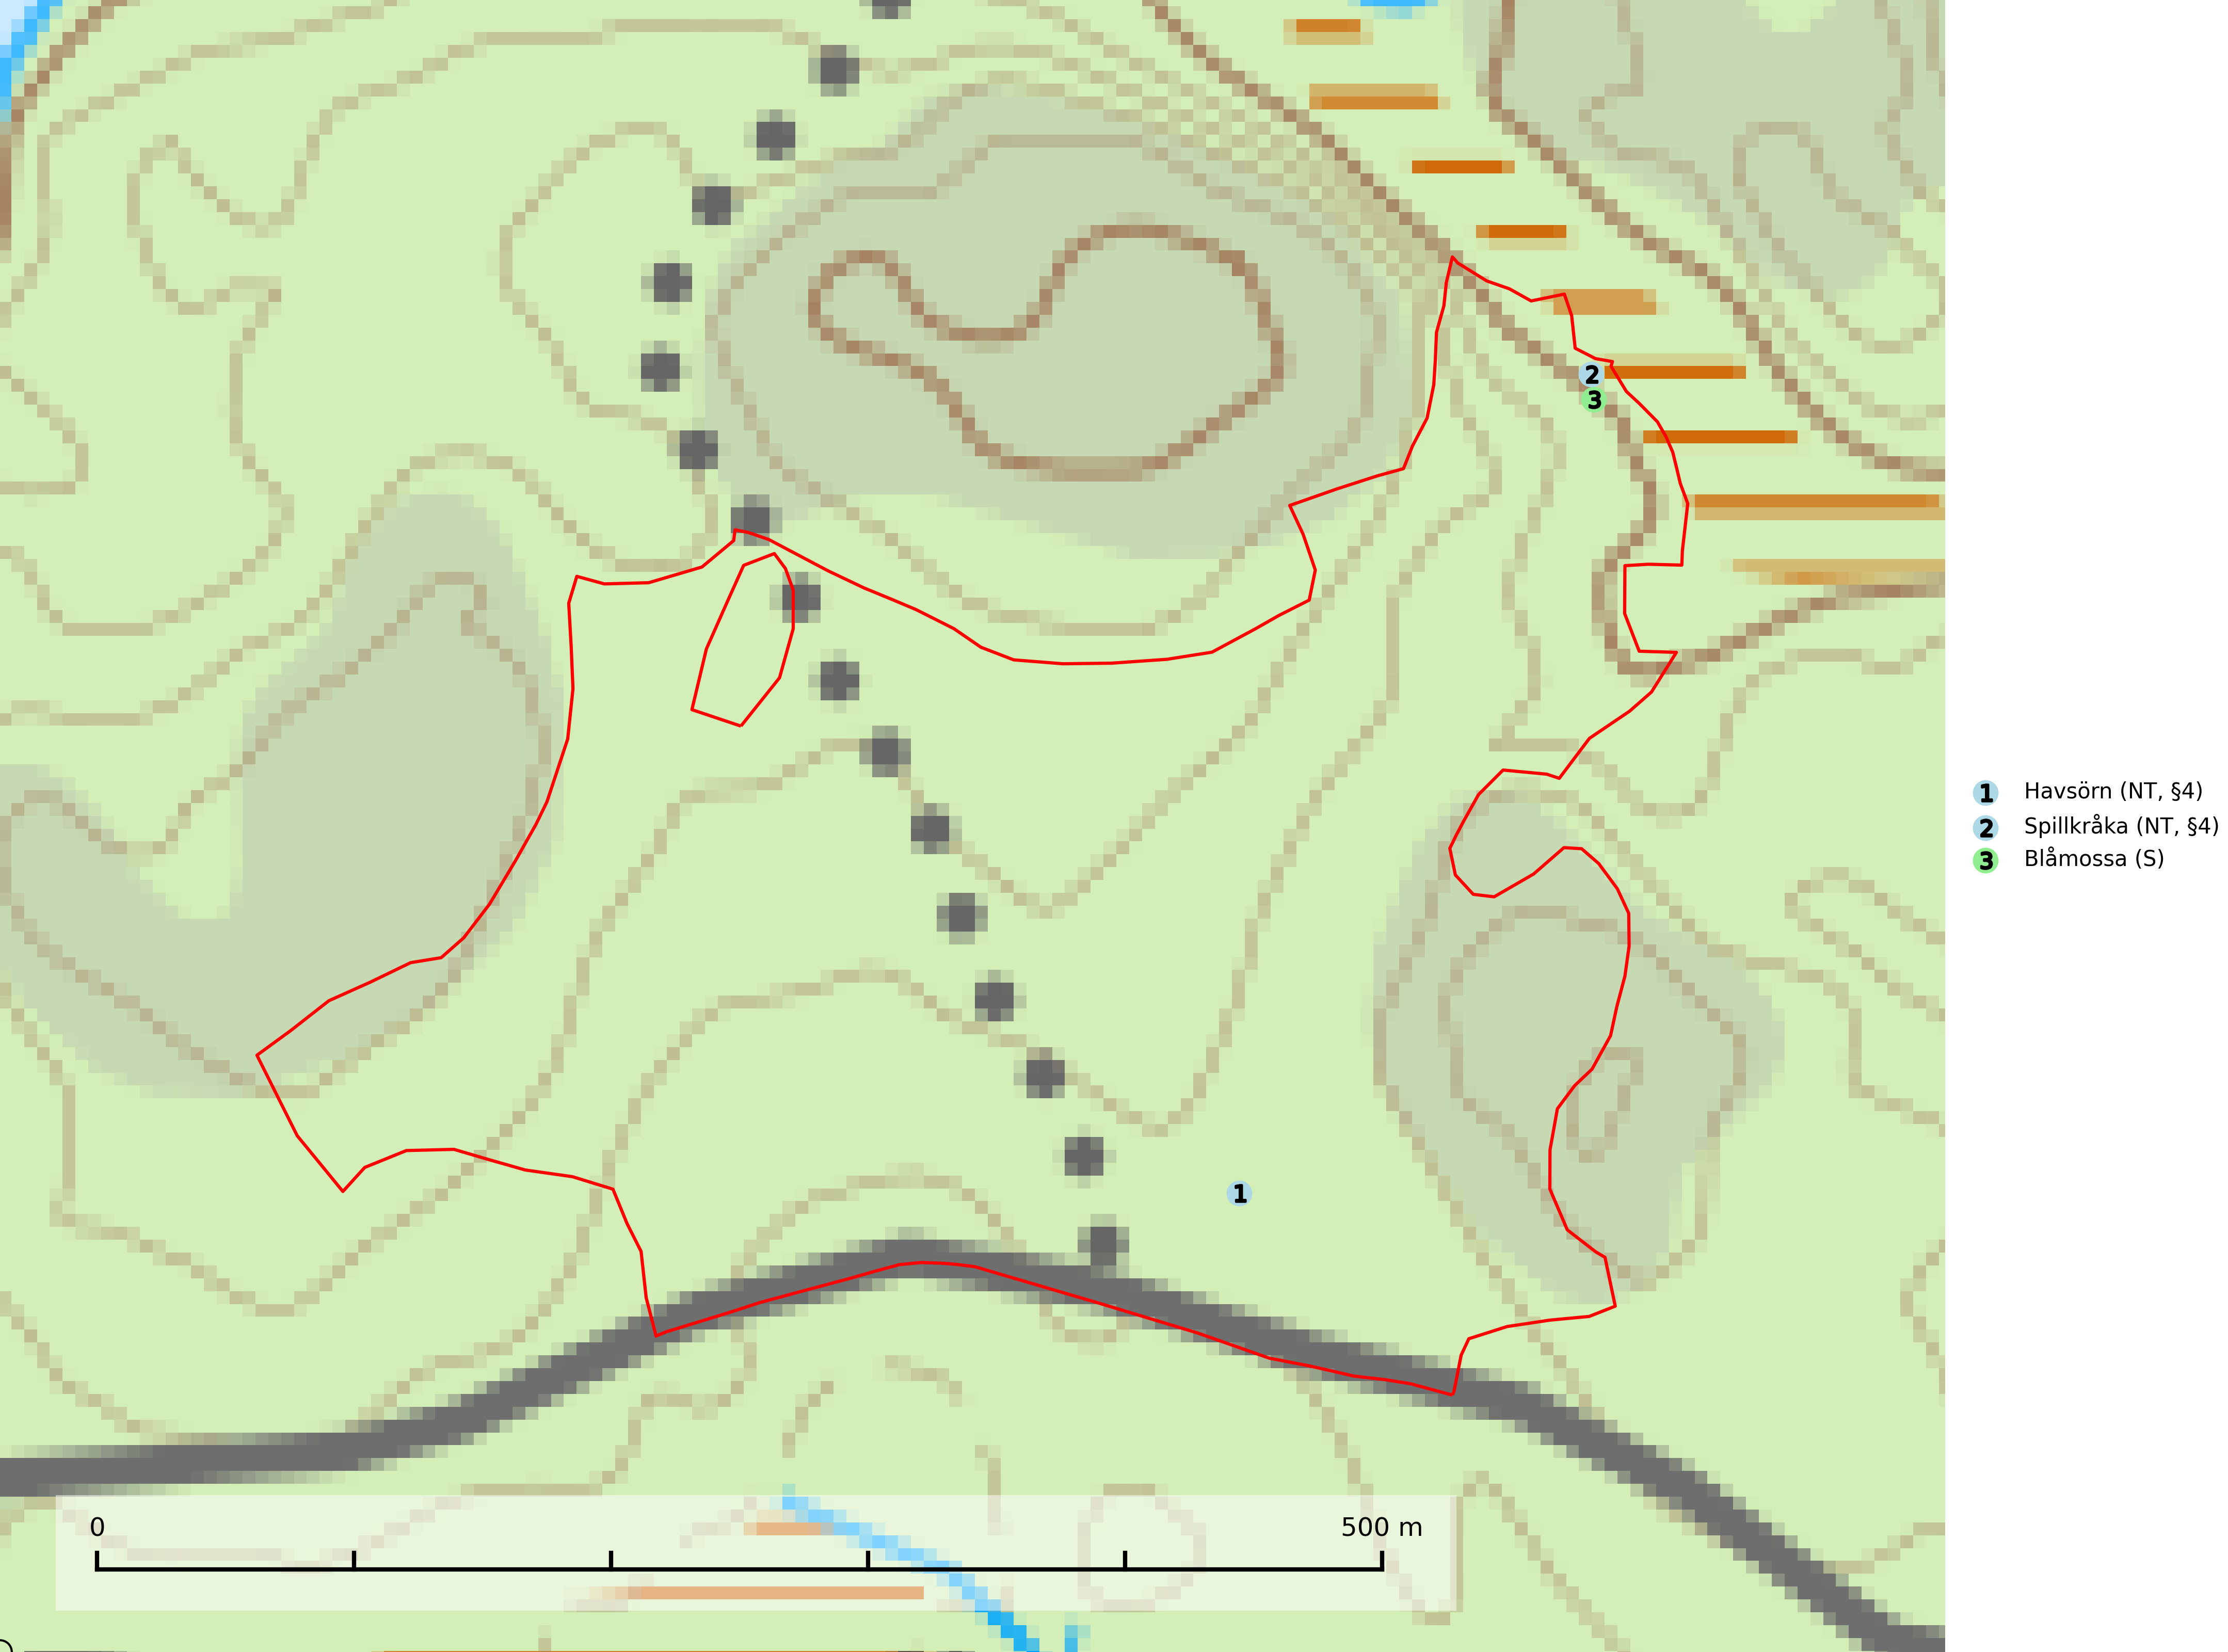 2
3
1
1 Havsörn (NT, §4)
2 Spillkråka (NT, §4)
3 Blåmossa (S)
0 500 m